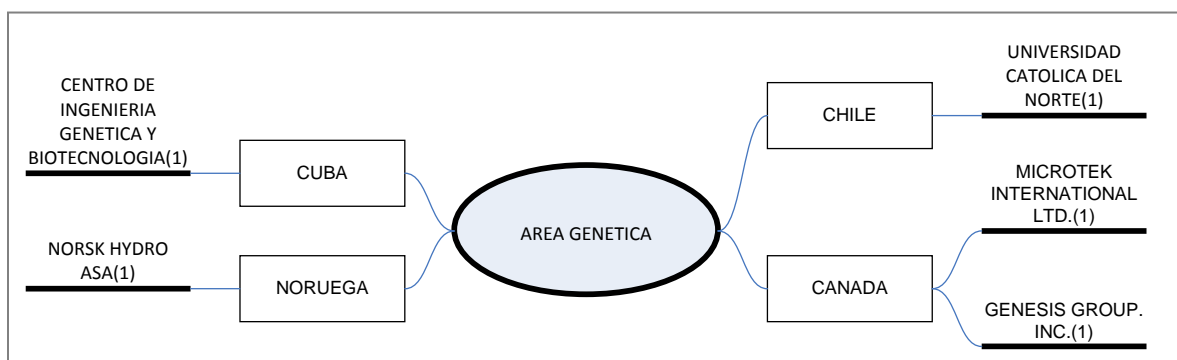 CENTRO DE
INGENIERIA
GENETICA Y
BIOTECNOLOGIA(1)
CUBA
NORSK HYDRO
ASA(1)
NORUEGA
AREA GENETICA
CHILE
UNIVERSIDAD
CATOLICA DEL
NORTE(1)
CANADA
MICROTEK
INTERNATIONAL
LTD.(1)
GENESIS GROUP.
INC.(1)